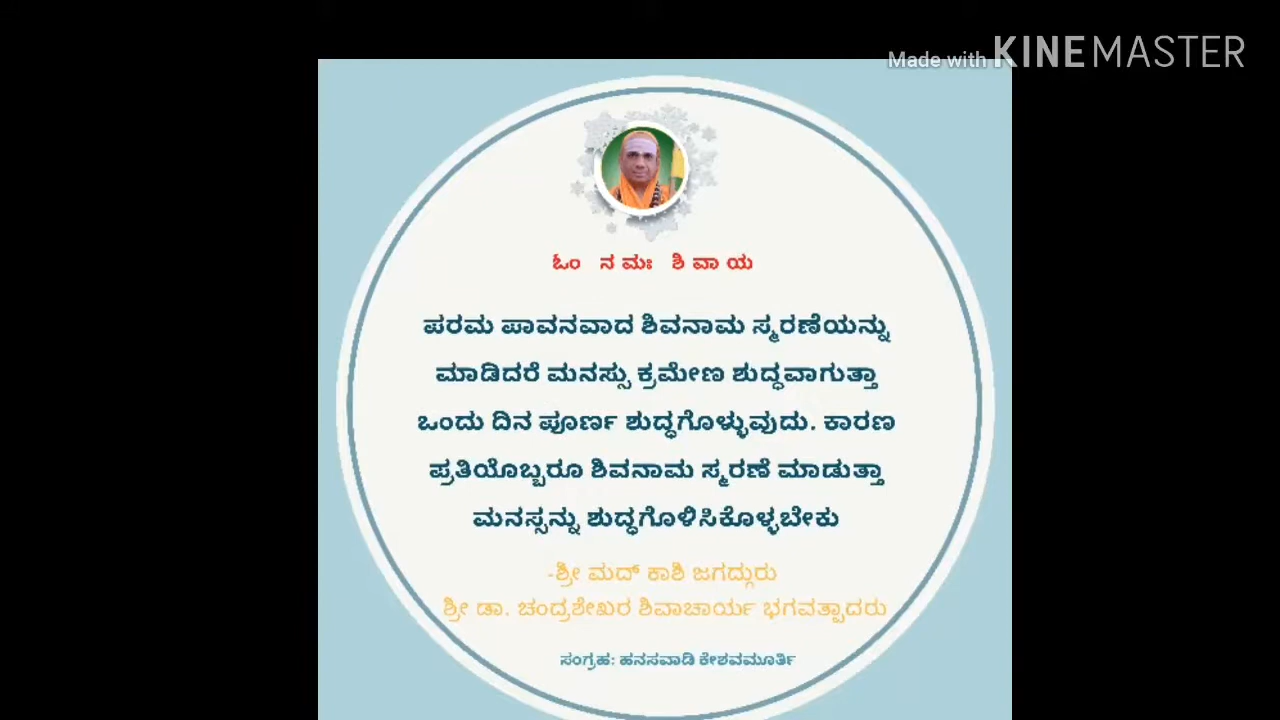 Made with KINEMASTER
ಓಂ ನಮಃ ಶಿವಾಯ
ಪರಮ ಪಾವನವಾದ ಶಿವನಾಮ ಸ್ಮರಣೆಯನ್ನು
ಮಾಡಿದರೆ ಮನಸ್ಸು ಕ್ರಮೇಣ ಶುದ್ಧವಾಗುತ್ತಾ
ಒಂದು ದಿನ ಪೂರ್ಣ ಶುದ್ಧಗೊಳ್ಳುವುದು. ಕಾರಣ
ಪ್ರತಿಯೊಬ್ಬರೂ ಶಿವನಾಮ ಸ್ಮರಣೆ ಮಾಡುತ್ತಾ
ಮನಸ್ಸನ್ನು ಶುದ್ಧಗೊಳಿಸಿಕೊಳ್ಳಬೇಕು
-ಶ್ರೀ ಮದ್ ಕಾಶಿ ಜಗದ್ಗುರು
ಶ್ರೀ ಡಾ. ಚಂದ್ರಶೇಖರ ಶಿವಾಚಾರ್ಯ ಭಗವತ್ಪಾದರು
ಸಂಗ್ರಹ: ಹನಸವಾಡಿ ಕೇಶವಮೂರ್ತಿ